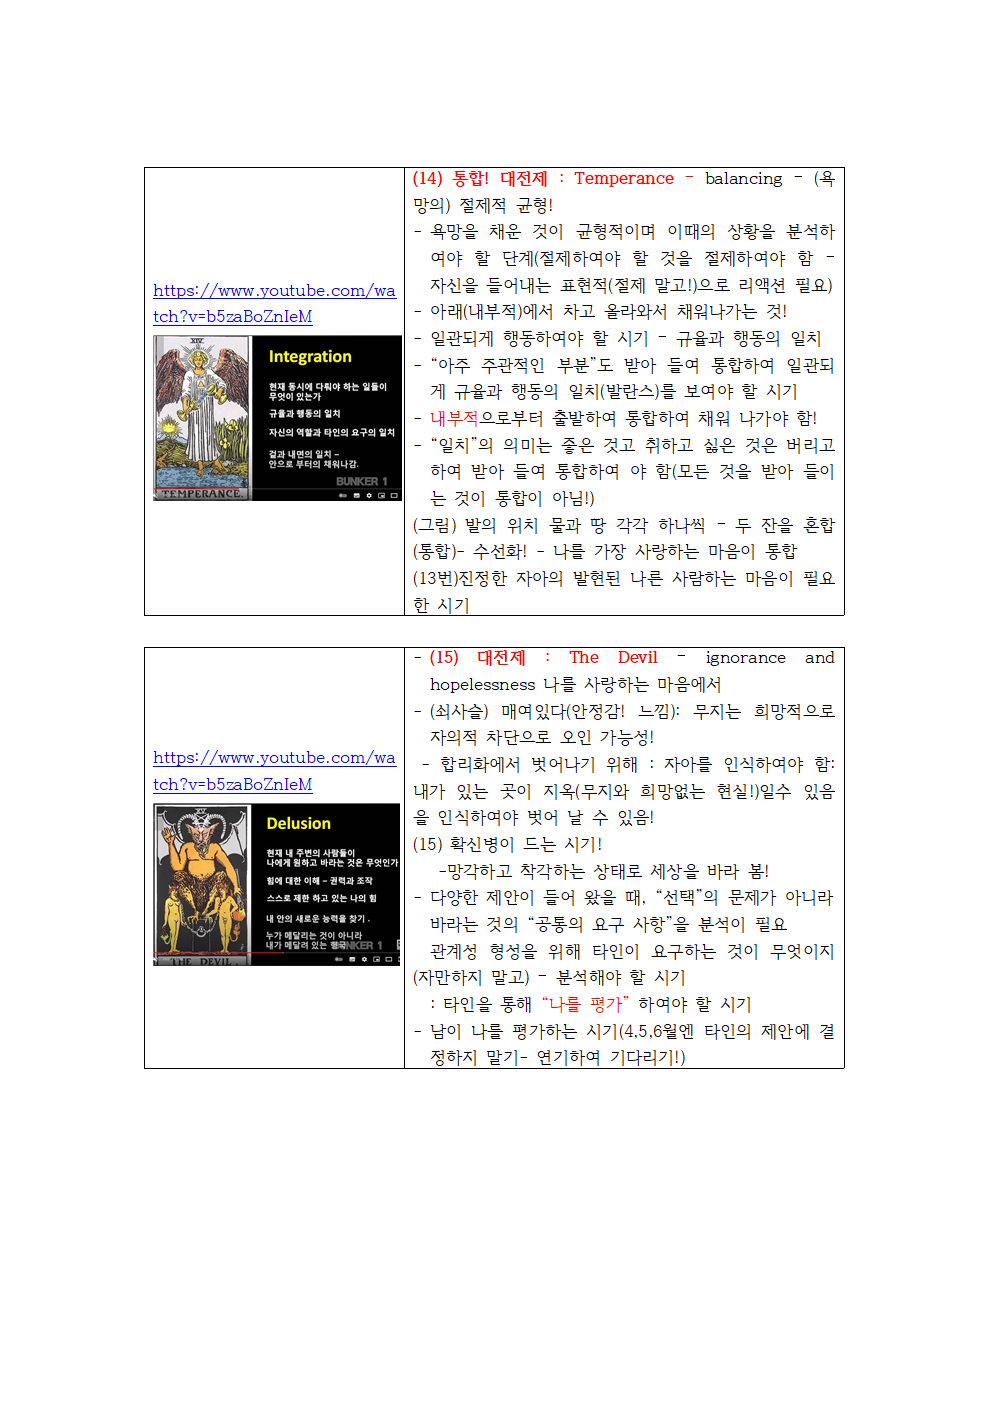 https://www.youtube.com/wa
tch?v=b5zaBoZnIeM
XIV
TEMPERANCE.
Integration
현재 동시에 다뤄야 하는 일들이
무엇이 있는가
규율과 행동의 일치
자신의 역할과 타인의 요구의 일치
겉과 내면의 일치 –
안으로 부터의 채워나감.
BUNKER 1
(14) 통합! 대전제 : Temperance - balancing - (욕
망의) 절제적 균형!
- 욕망을 채운 것이 균형적이며 이때의 상황을 분석하
여야 할 단계(절제하여야 할 것을 절제하여야 함 -
자신을 들어내는 표현적(절제 말고!)으로 리액션 필요)
- 아래(내부적)에서 차고 올라와서 채워나가는 것!
- 일관되게 행동하여야 할 시기 - 규율과 행동의 일치
- “아주 주관적인 부분”도 받아 들여 통합하여 일관되
게 규율과 행동의 일치(발란스)를 보여야 할 시기
- 내부적으로부터 출발하여 통합하여 채워 나가야 함!
- “일치”의 의미는 좋은 것고 취하고 싫은 것은 버리고
하여 받아 들여 통합하여 야 함(모든 것을 받아 들이
는 것이 통합이 아님!)
(그림) 발의 위치 물과 땅 각각 하나씩 - 두 잔을 혼합
(통합)- 수선화! - 나를 가장 사랑하는 마음이 통합
(13번)진정한 자아의 발현된 나른 사람하는 마음이 필요
한 시기
https://www.youtube.com/wa
tch?v=b5zaBoZnIeM
XV
THE DEVIL.
Delusion
현재 내 주변의 사람들이
나에게 원하고 바라는 것은 무엇인가
힘에 대한 이해 – 권력과 조작
스스로 제한 하고 있는 나의 힘
내 안의 새로운 능력을 찾기 .
누가 메달리는 것이 아니라
내가 메달려 있는 형국
BUNKER 1
- (15) 대전제 : The Devil - ignorance and
hopelessness 나를 사랑하는 마음에서
- (쇠사슬) 매여있다(안정감! 느낌): 무지는 희망적으로
자의적 차단으로 오인 가능성!
- 합리화에서 벗어나기 위해 : 자아를 인식하여야 함:
내가 있는 곳이 지옥(무지와 희망없는 현실!)일수 있음
을 인식하여야 벗어 날 수 있음!
(15) 확신병이 드는 시기!
-망각하고 착각하는 상태로 세상을 바라 봄!
- 다양한 제안이 들어 왔을 때, “선택”의 문제가 아니라
바라는 것의 “공통의 요구 사항”을 분석이 필요
관계성 형성을 위해 타인이 요구하는 것이 무엇이지
(자만하지 말고) - 분석해야 할 시기
: 타인을 통해 “나를 평가” 하여야 할 시기
- 남이 나를 평가하는 시기(4,5,6월엔 타인의 제안에 결
정하지 말기- 연기하여 기다리기!)